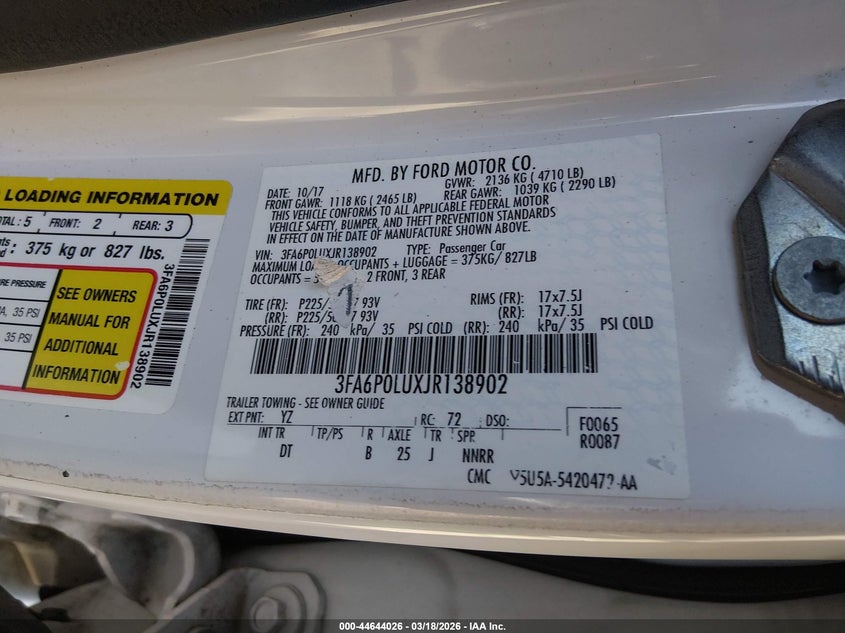 LOADING INFORMATION
OTAL: 5 FRONT: 2 REAR: 3
375 kg or 827 lbs.
RE PRESSURE
35 PSI
35 PSI
SEE OWNERS
MANUAL FOR
ADDITIONAL
INFORMATION
3FA6P0LUXJR138902
MFD. BY FORD MOTOR CO.
DATE: 10/17 GVWR: 2136 KG ( 4710 LB)
FRONT GAWR: 1118 KG ( 2465 LB) REAR GAWR: 1039 KG ( 2290 LB)
THIS VEHICLE CONFORMS TO ALL APPLICABLE FEDERAL MOTOR
VEHICLE SAFETY, BUMPER, AND THEFT PREVENTION STANDARDS
IN EFFECT ON THE DATE OF MANUFACTURE SHOWN ABOVE.
VIN: 3FA6P0LUXJR138902 TYPE: Passenger Car
MAXIMUM LOAD OCCUPANTS + LUGGAGE = 375KG/ 827LB
OCCUPANTS = 2 FRONT, 3 REAR
1
TIRE (FR): P225/ 93V RIMS (FR): 17x7.5J
(RR): P225/ 93V (RR): 17x7.5J
PRESSURE (FR): 240 kPa/ 35 PSI COLD (RR): 240 kPa/ 35 PSI COLD
3FA6P0LUXJR138902
TRAILER TOWING - SEE OWNER GUIDE
EXT PNT: YZ RC: 72 DSO:
F0065
R0087
INT TR TP/PS R AXLE TR SPR
DT B 25 J NNRR
CMC 5U5A-5420472-AA
000-44644026 — 03/18/2026 — IAA Inc.